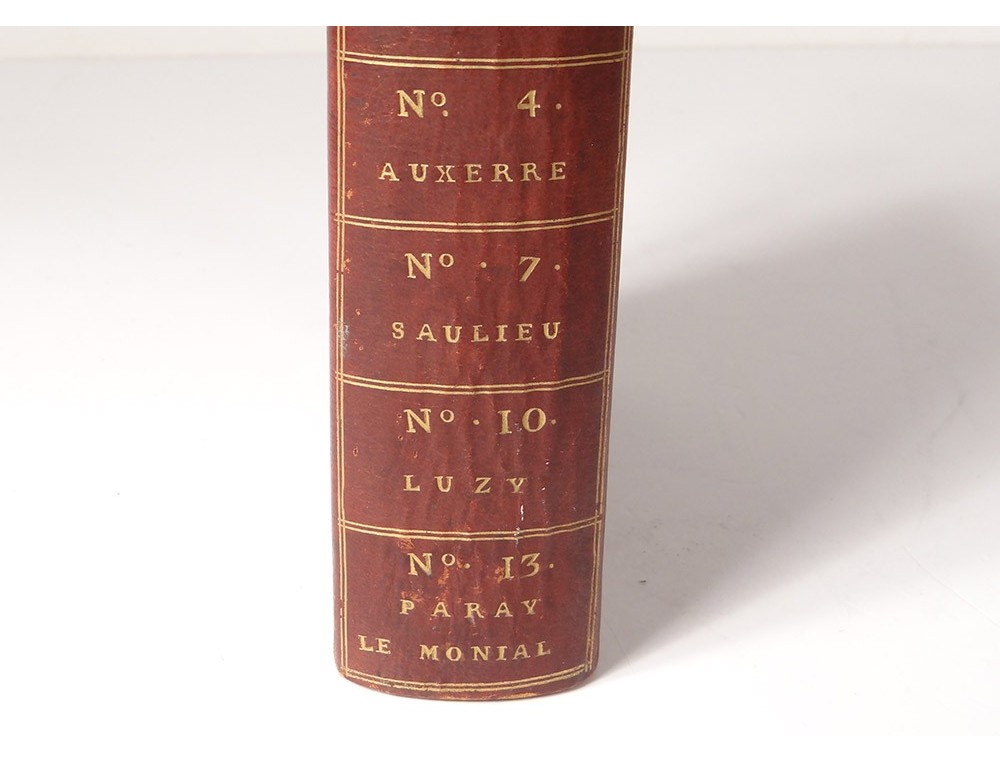 Nº. 4.
AUXERRE
Nº. 7.
SAULIEU
Nº. 10.
LUZY
Nº. 13.
PARAY
LE MONIAL